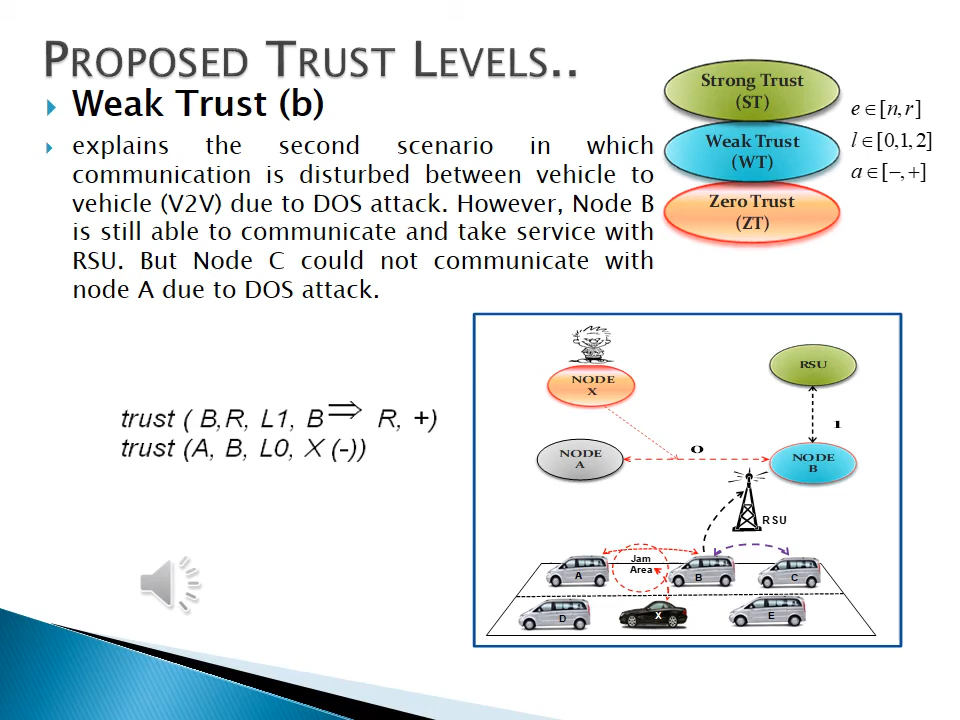 PROPOSED TRUST LEVELS..
Weak Trust (b)
explains the second scenario in which
communication is disturbed between vehicle to
vehicle (V2V) due to DOS attack. However, Node B
is still able to communicate and take service with
RSU. But Node C could not communicate with
node A due to DOS attack.
Strong Trust
(ST)
Weak Trust
(WT)
Zero Trust
(ZT)
e ∈[n,r]
l ∈[0,1,2]
a ∈[−,+]
trust ( B,R, L1, B ⇒ R, +)
trust (A, B, L0, X (-))
NODE
X
RSU
1
NODE
A
0
NODE
B
RSU
Jam
Area
A
B
C
D
X
E